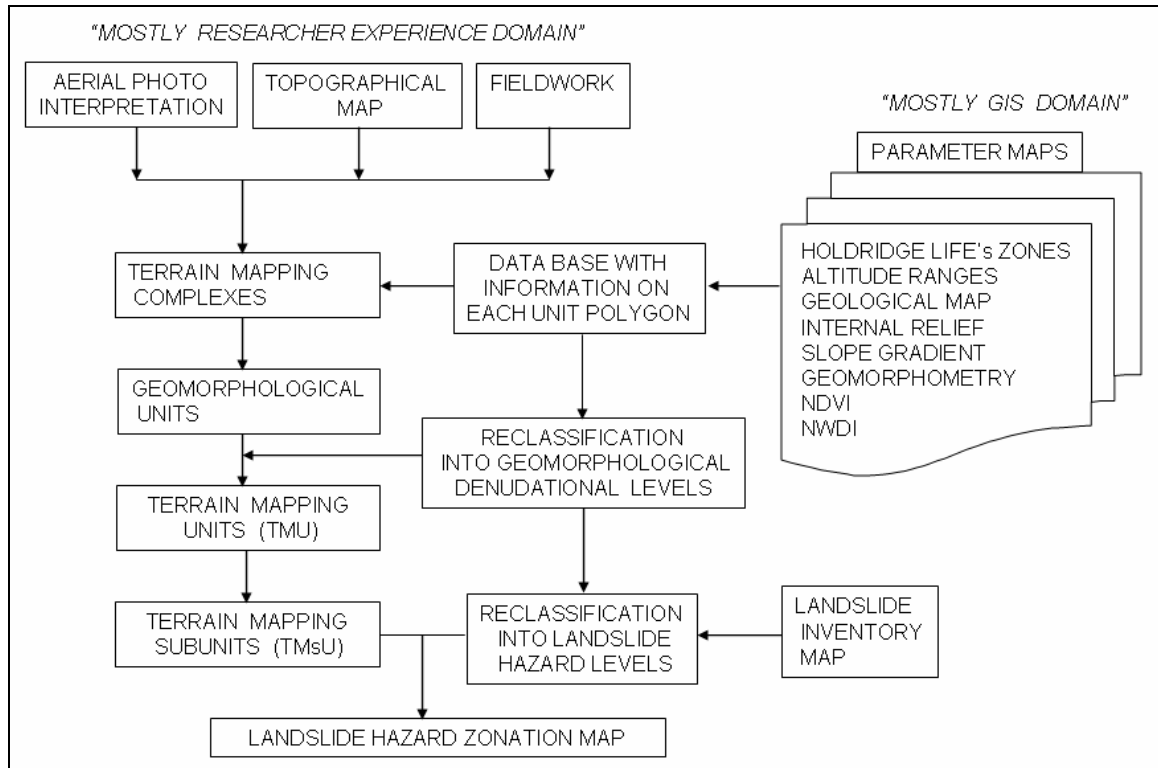 "MOSTLY RESEARCHER EXPERIENCE DOMAIN"
AERIAL PHOTO
INTERPRETATION
TOPOGRAPHICAL
MAP
FIELDWORK
"MOSTLY GIS DOMAIN"
PARAMETER MAPS
HOLDRIDGE LIFE's ZONES
ALTITUDE RANGES
GEOLOGICAL MAP
INTERNAL RELIEF
SLOPE GRADIENT
GEOMORPHOMETRY
NDVI
NWDI
TERRAIN MAPPING
COMPLEXES
DATA BASE WITH
INFORMATION ON
EACH UNIT POLYGON
GEOMORPHOLOGICAL
UNITS
RECLASSIFICATION
INTO GEOMORPHOLOGICAL
DENUDATIONAL LEVELS
TERRAIN MAPPING
UNITS (TMU)
TERRAIN MAPPING
SUBUNITS (TMsU)
RECLASSIFICATION
INTO LANDSLIDE
HAZARD LEVELS
LANDSLIDE
INVENTORY
MAP
LANDSLIDE HAZARD ZONATION MAP